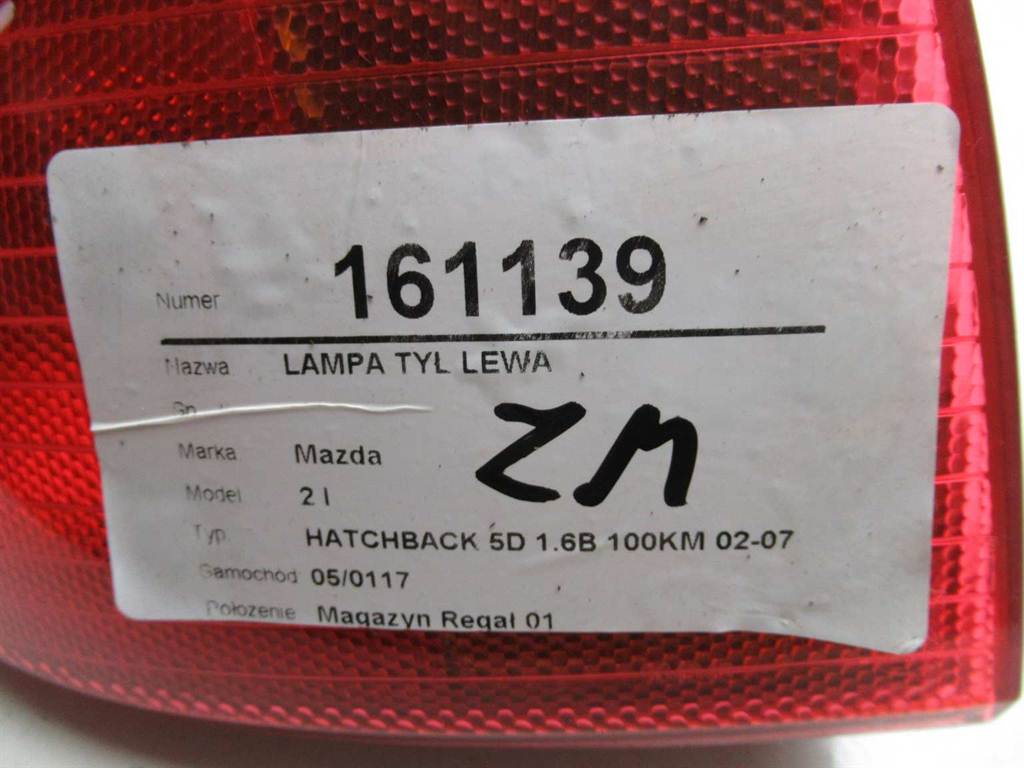 Numer 161139
Nazwa LAMPA TYŁ LEWA
Marka Mazda
ZM
Model 2 I
Typ HATCHBACK 5D 1.6B 100KM 02-07
Samochód 05/0117
Położenie Magazyn Regał 01